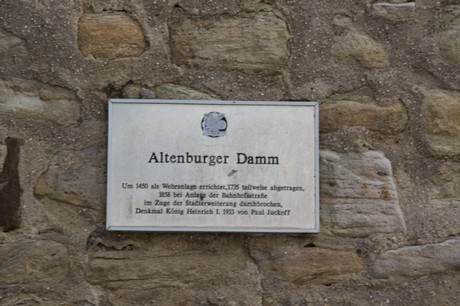 Altenburger Damm
Um 1450 als Wehranlage errichtet, 1735 teilweise abgetragen,
1858 bei Anlage der Bahnhofstraße
im Zuge der Stadterweiterung durchbrochen.
Denkmal König Heinrich I. 1933 von Paul Juckoff